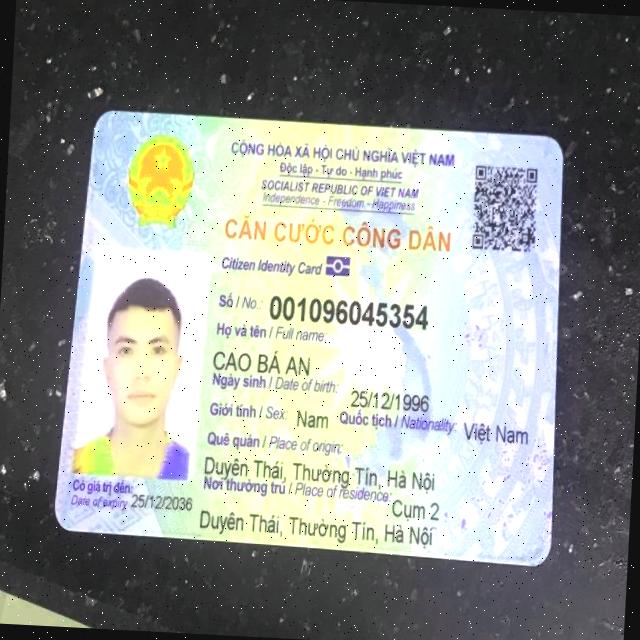 CỘNG HÒA XÃ HỘI CHỦ NGHĨA VIỆT NAM
Độc lập - Tự do - Hạnh phúc
SOCIALIST REPUBLIC OF VIET NAM
Independence - Freedom - Happiness
CĂN CƯỚC CÔNG DÂN
Citizen Identity Card
Số / No.: 001096045354
Họ và tên / Full name:
CAO BÁ AN
Ngày sinh / Date of birth: 25/12/1996
Giới tính / Sex: Nam Quốc tịch / Nationality: Việt Nam
Quê quán / Place of origin:
Duyên Thái, Thường Tín, Hà Nội
Nơi thường trú / Place of residence: Cụm 2
Duyên Thái, Thường Tín, Hà Nội
Có giá trị đến:
Date of expiry 25/12/2036